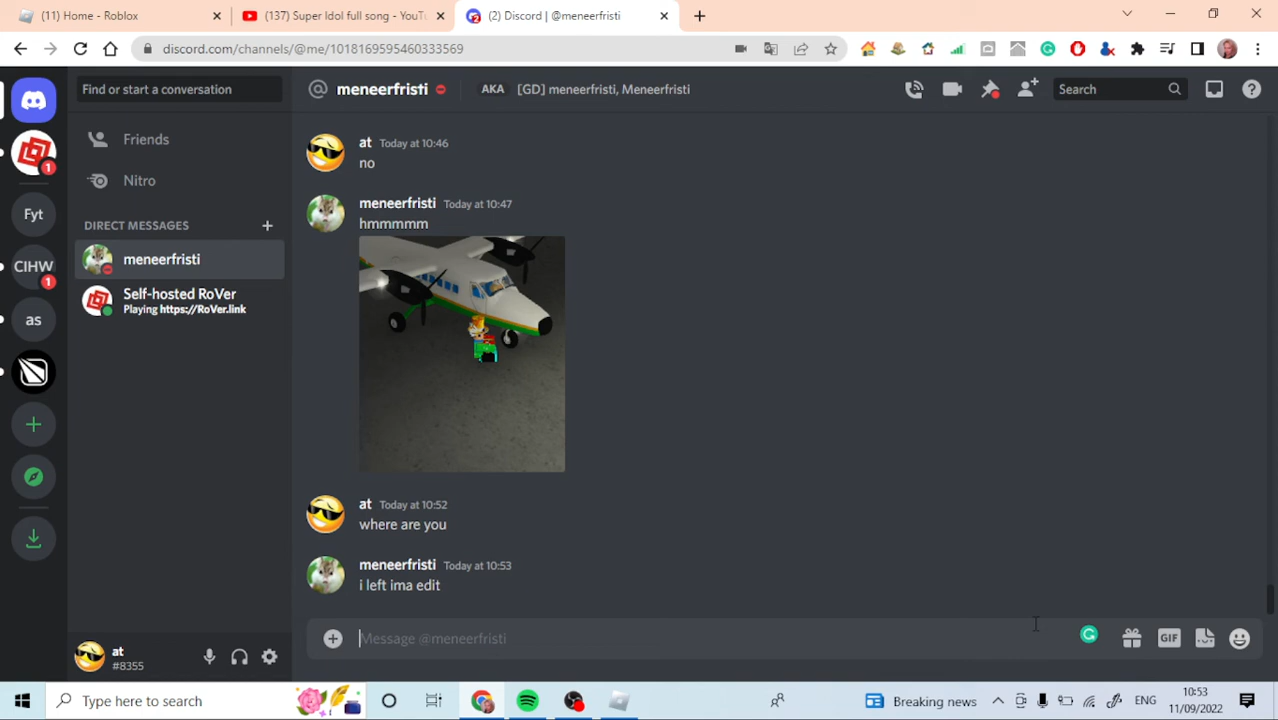 (11) Home - Roblox
(137) Super Idol full song - YouTu
(2) Discord | @meneerfristi
discord.com/channels/@me/1018169595460333569
Find or start a conversation
meneerfristi
AKA
[GD] meneerfristi, Meneerfristi
Search
Friends
Nitro
DIRECT MESSAGES
meneerfristi
Self-hosted RoVer
Playing https://RoVer.link
1
Fyt
CIHW
1
as
at
#8355
at Today at 10:46
no
meneerfristi Today at 10:47
hmmmmm
at Today at 10:52
where are you
meneerfristi Today at 10:53
i left ima edit
Message @meneerfristi
GIF
Type here to search
Breaking news
ENG
10:53
11/09/2022